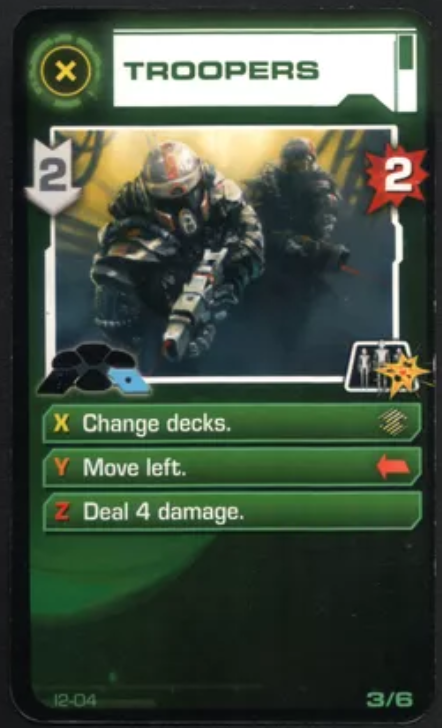 X
TROOPERS
2
2
X Change decks.
Y Move left.
Z Deal 4 damage.
I2-04
3/6